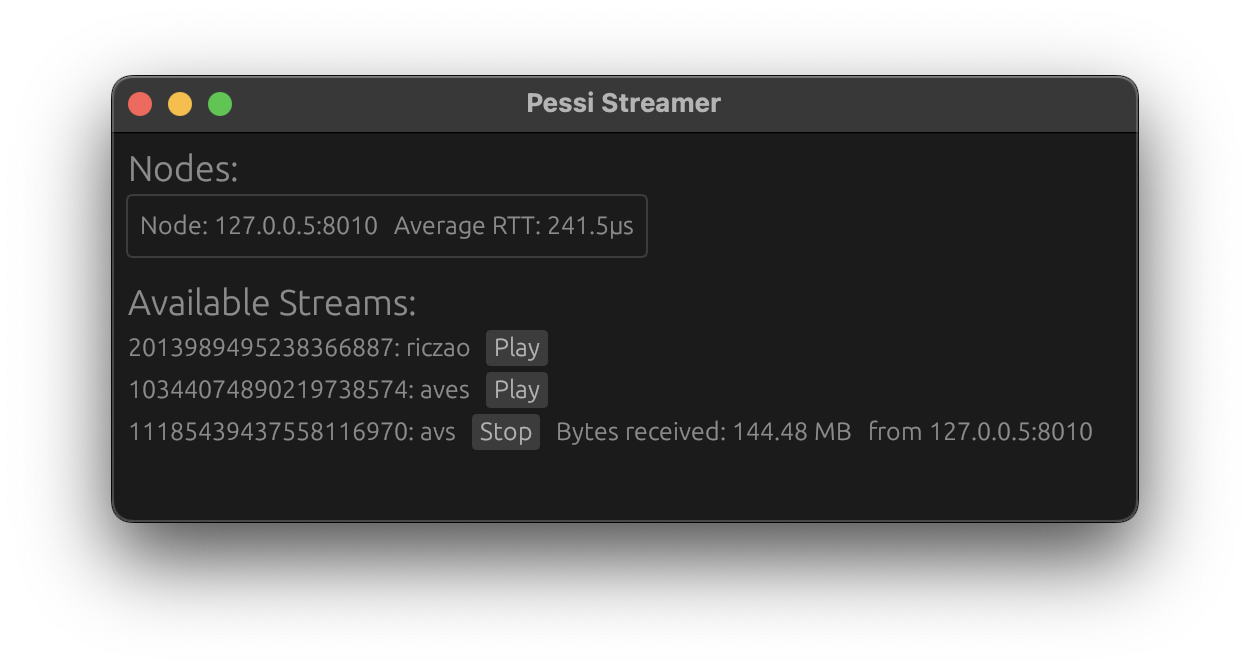 Pessi Streamer
Nodes:
Node: 127.0.0.5:8010 Average RTT: 241.5µs
Available Streams:
2013989495238366887: riczao Play
10344074890219738574: aves Play
11185439437558116970: avs Stop Bytes received: 144.48 MB from 127.0.0.5:8010